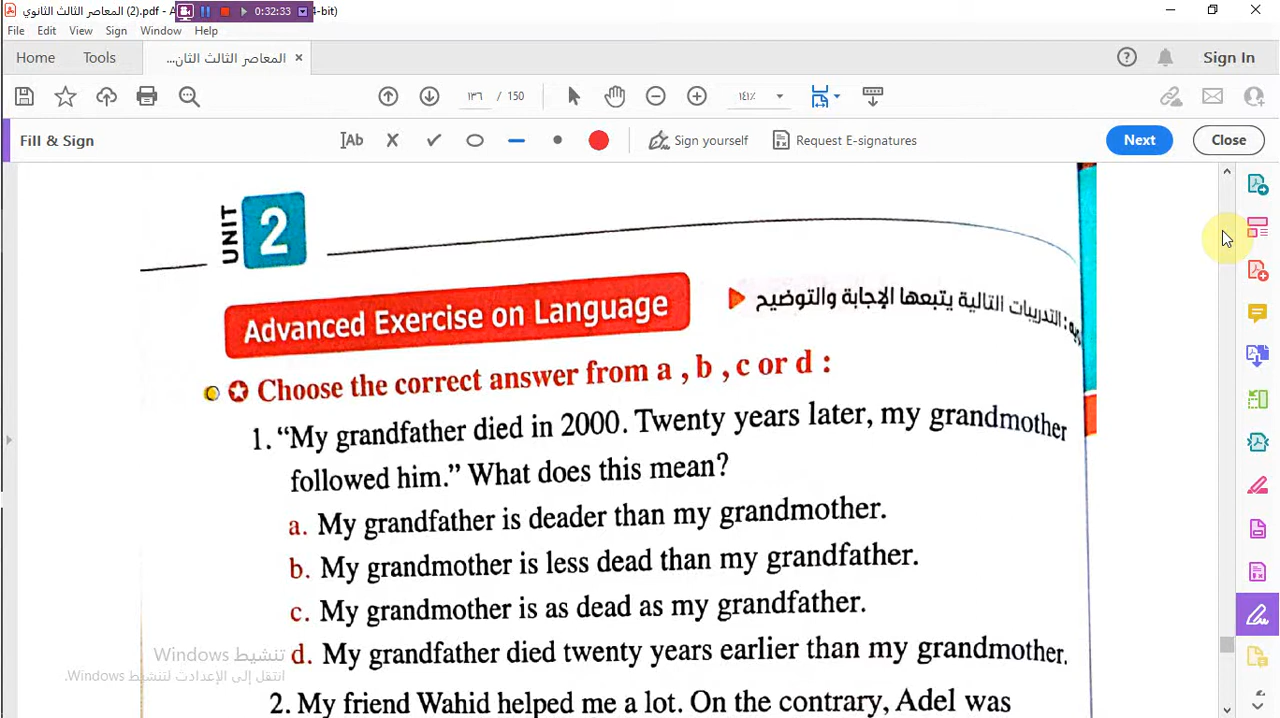 المعاصر الثالث الثانوي (2).pdf - A
0:32:33
4-bit)
File Edit View Sign Window Help
Home Tools
المعاصر الثالث الثان...
Sign In
١٣٦ / 150
١٤١٪
Fill & Sign
Ab
Sign yourself
Request E-signatures
Next
Close
UNIT 2
Advanced Exercise on Language
: التدريبات التالية يتبعها الإجابة والتوضيح
Choose the correct answer from a , b , c or d :
1. “My grandfather died in 2000. Twenty years later, my grandmother
followed him.” What does this mean?
a. My grandfather is deader than my grandmother.
b. My grandmother is less dead than my grandfather.
c. My grandmother is as dead as my grandfather.
d. My grandfather died twenty years earlier than my grandmother.
تنشيط Windows
انتقل إلى الإعدادات لتنشيط Windows.
2. My friend Wahid helped me a lot. On the contrary, Adel was